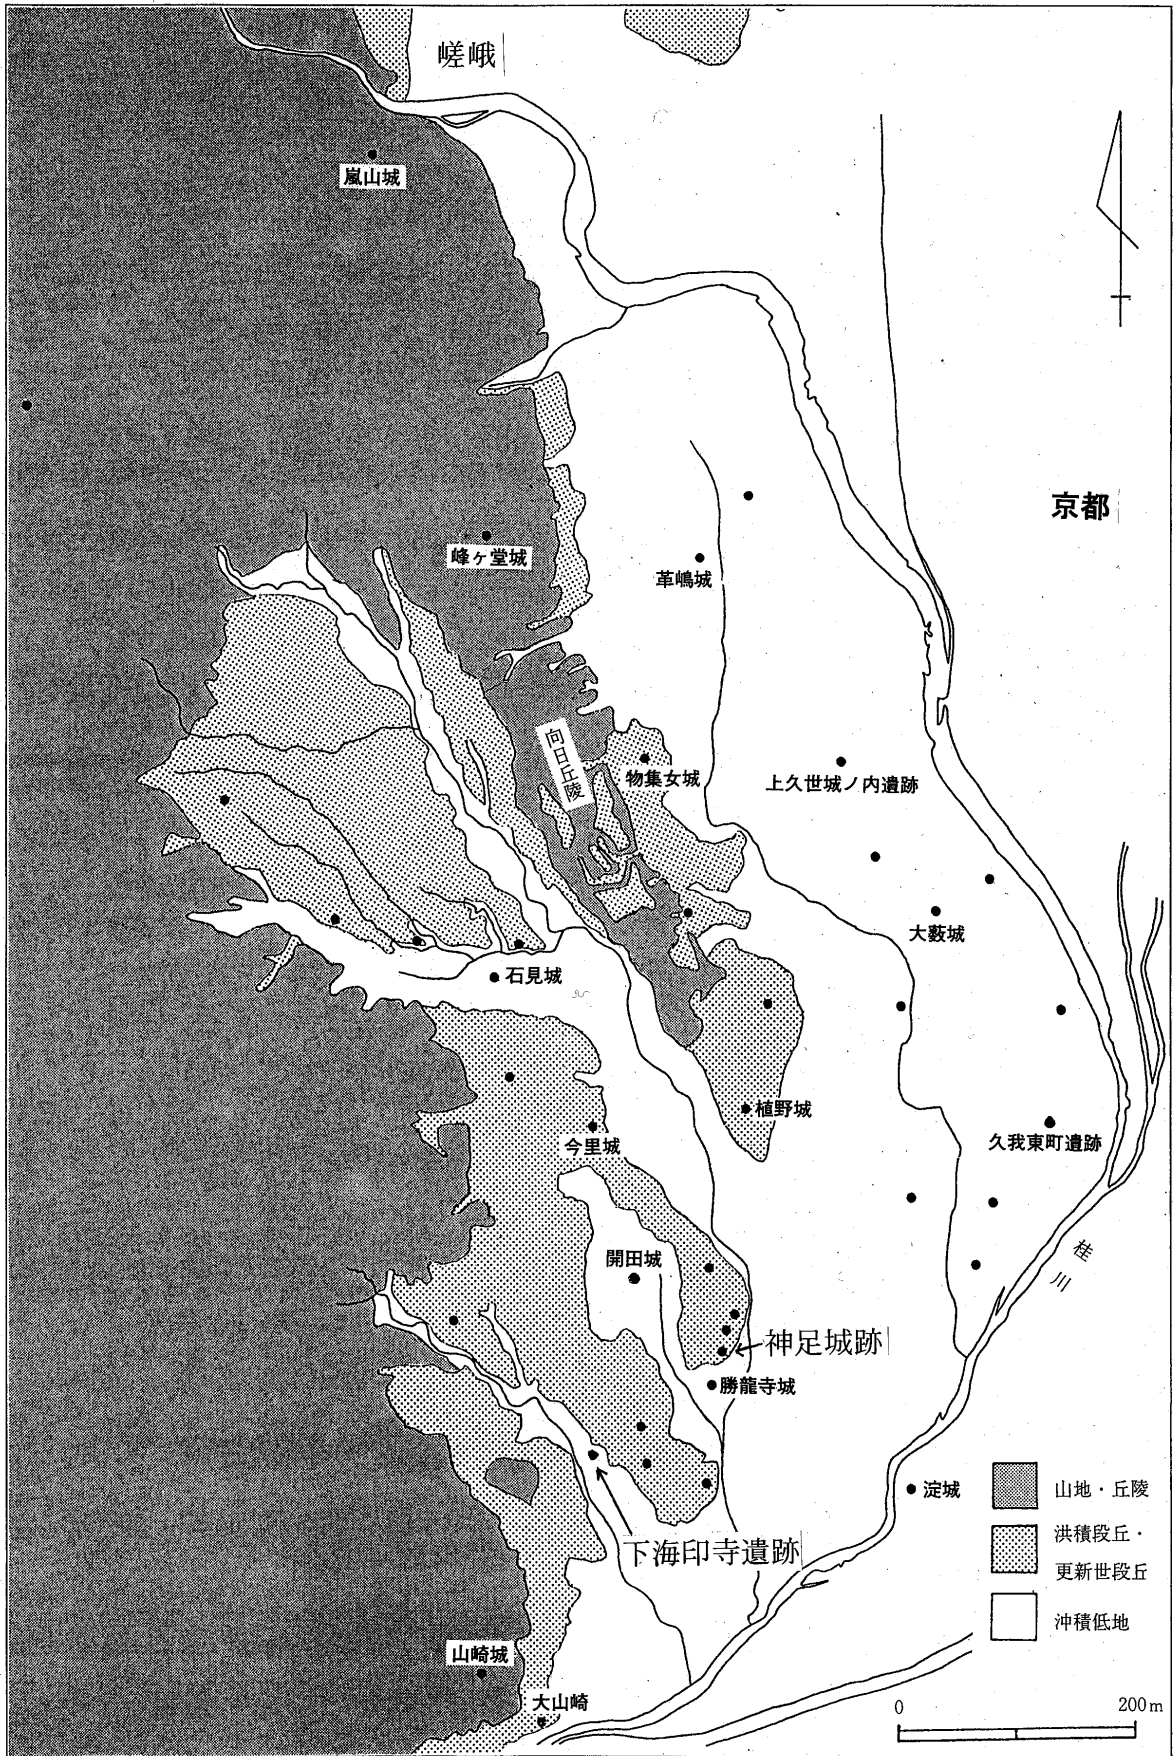 嵯峨
嵐山城
京都
峰ヶ堂城
革嶋城
向日丘陵
物集女城
上久世城ノ内遺跡
大薮城
石見城
植野城
今里城
久我東町遺跡
桂川
開田城
神足城跡
勝龍寺城
淀城
山地・丘陵
洪積段丘・
更新世段丘
沖積低地
下海印寺遺跡
山崎城
大山崎
0
200m